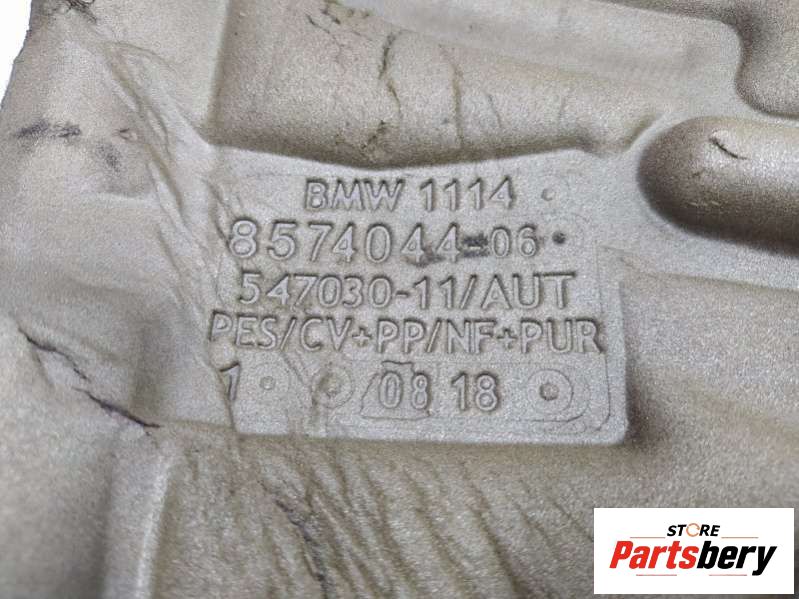 BMW 1114
8574044-06
547030-11/AUT
PES/CV+PP/NF+PUR
1 08 18
STORE
Partsbery